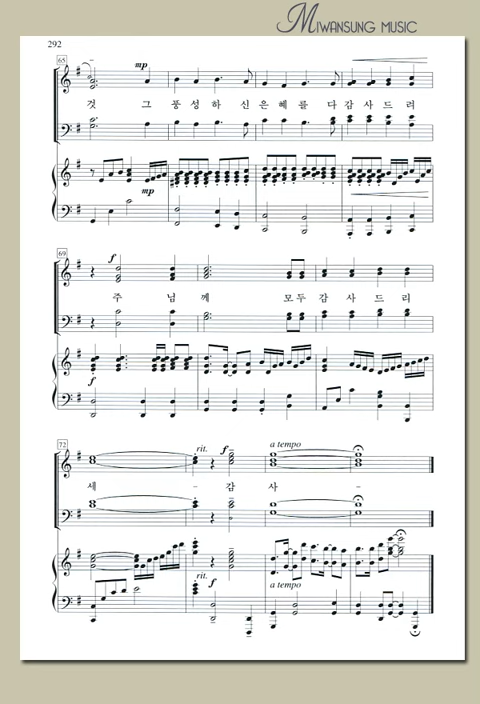 MIWANSUNG MUSIC
292
65
mp
것 그 풍 성 하 신 은 혜 를 다 감 사 드 려
mp
69
f
주 님 께 모 두 감 사 드 리
f
72
rit. f a tempo
세 - 감 사 -
rit. f a tempo